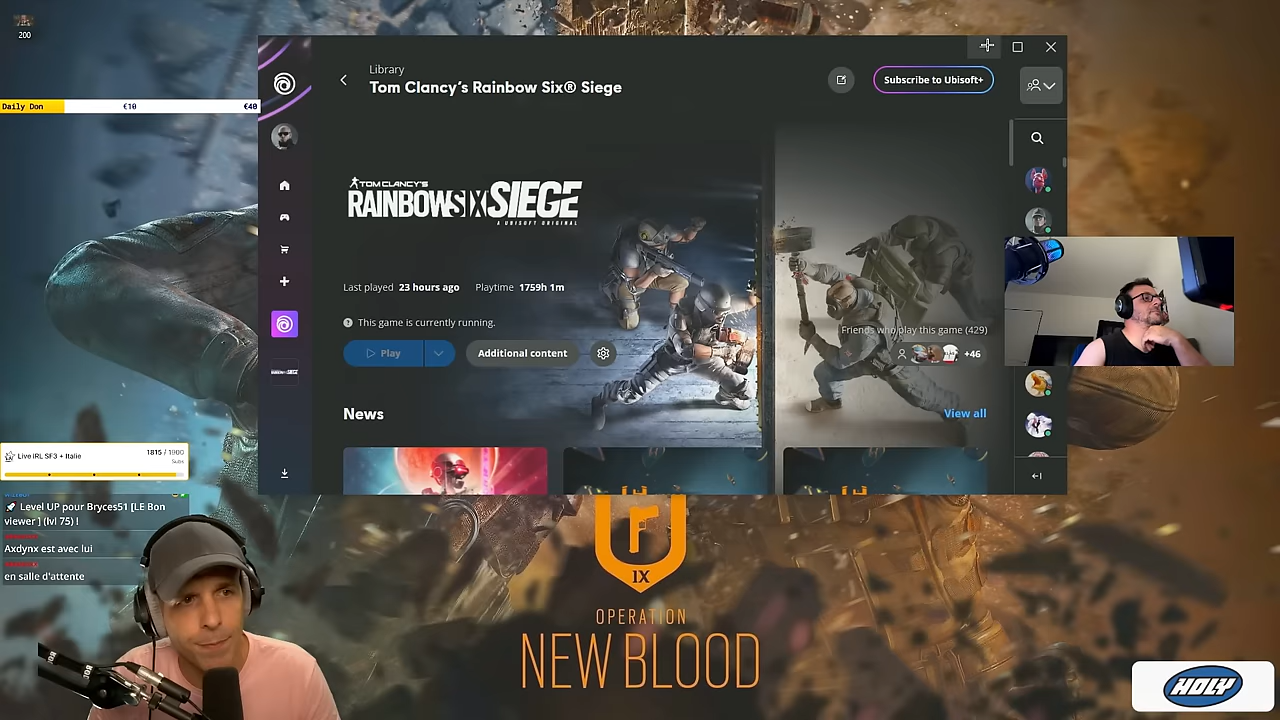 200
Daily Don
€10
€40
Library
Tom Clancy's Rainbow Six® Siege
Subscribe to Ubisoft+
TOM CLANCY'S
RAINBOWSIX SIEGE
A UBISOFT ORIGINAL
Last played 23 hours ago Playtime 1759h 1m
This game is currently running.
Play
Additional content
Friends who play this game (429)
+46
News
View all
Live IRL SF3 + Italie
1815 / 1900
Subs
Level UP pour Bryces51 [LE Bon
viewer ] (lvl 75) !
Axdynx est avec lui
en salle d'attente
IX
OPERATION
NEW BLOOD
HOLY